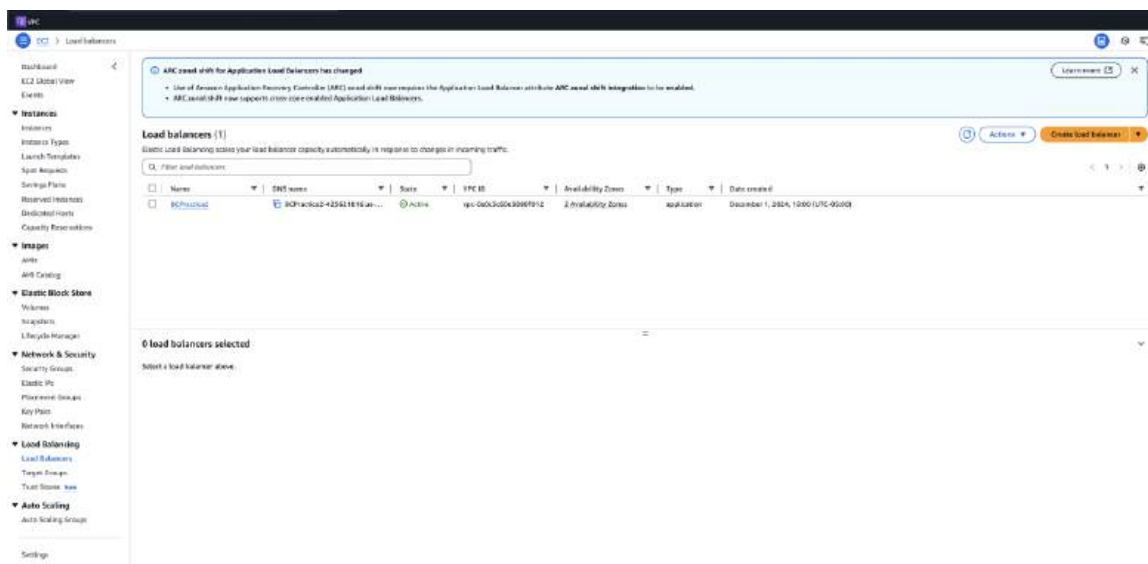 VPC
EC2 > Load balancers
Dashboard
EC2 Global View
Events
Instances
Instances
Instance Types
Launch Templates
Spot Requests
Savings Plans
Reserved Instances
Dedicated Hosts
Capacity Reservations
Images
AMIs
AMI Catalog
Elastic Block Store
Volumes
Snapshots
Lifecycle Manager
Network & Security
Security Groups
Elastic IPs
Placement Groups
Key Pairs
Network Interfaces
Load Balancing
Load Balancers
Target Groups
Trust Stores New
Auto Scaling
Auto Scaling Groups
Settings
ARC zonal shift for Application Load Balancers has changed
Learn more
• Use of Amazon Application Recovery Controller (ARC) zonal shift now requires the Application Load Balancer attribute ARC zonal shift integration to be enabled.
• ARC zonal shift now supports cross-zone enabled Application Load Balancers.
Load balancers (1)
Actions
Create load balancer
Elastic Load Balancing scales your load balancer capacity automatically in response to changes in incoming traffic.
Filter load balancers
< 1 >
Name DNS name State VPC ID Availability Zones Type Date created
Active 2 Availability Zones application December 1, 2024, (UTC-05:00)
0 load balancers selected
Select a load balancer above.